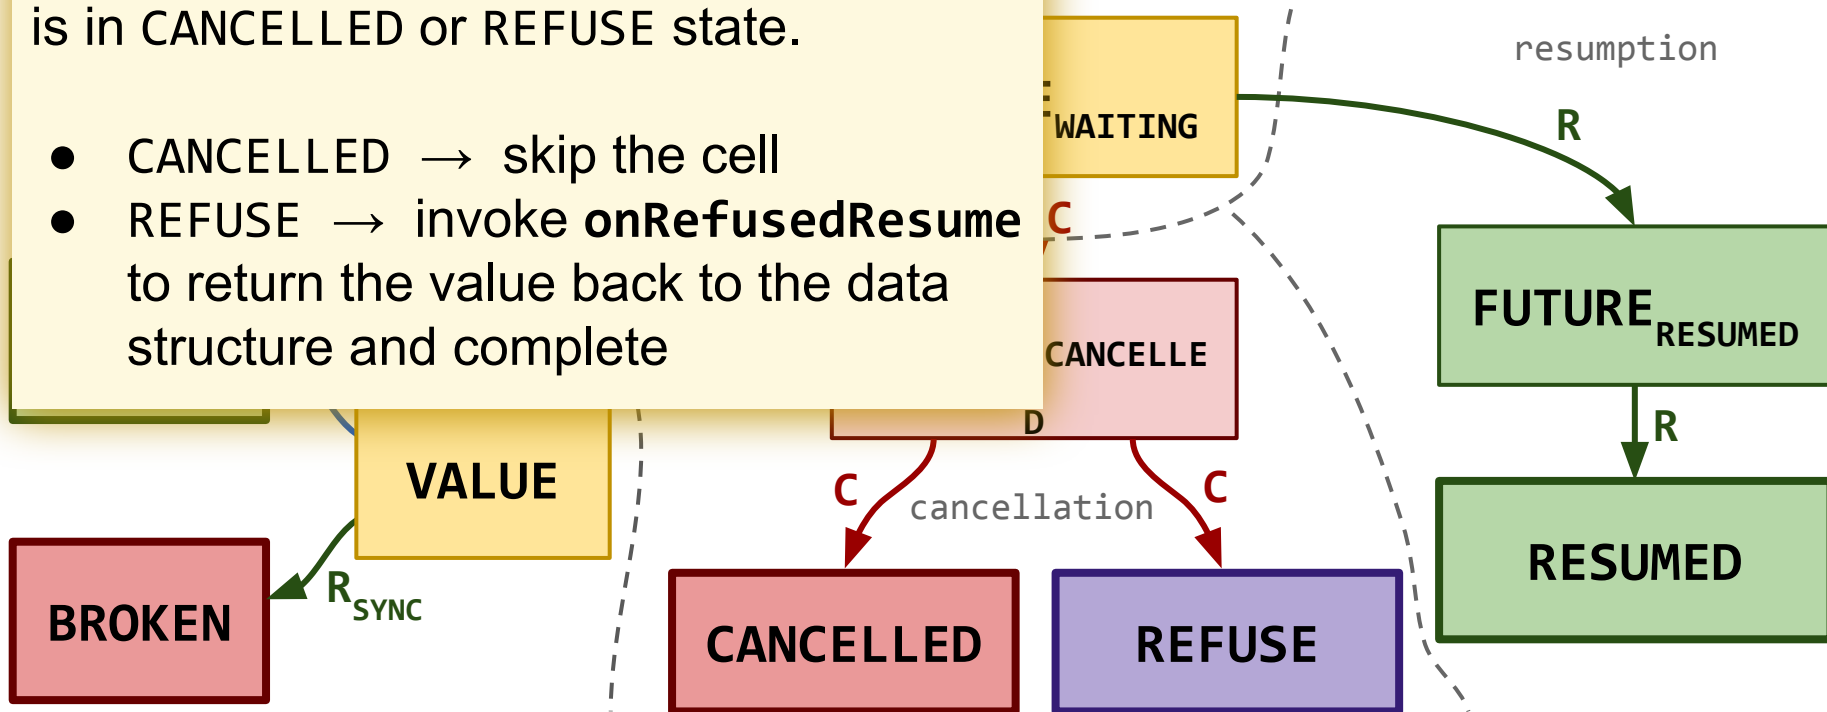 is in CANCELLED or REFUSE state.
● CANCELLED → skip the cell
● REFUSE → invoke onRefusedResume
to return the value back to the data
structure and complete
WAITING
resumption
R
C
FUTURE RESUMED
CANCELLE
D
R
VALUE
C
cancellation
C
RESUMED
BROKEN
R SYNC
CANCELLED
REFUSE